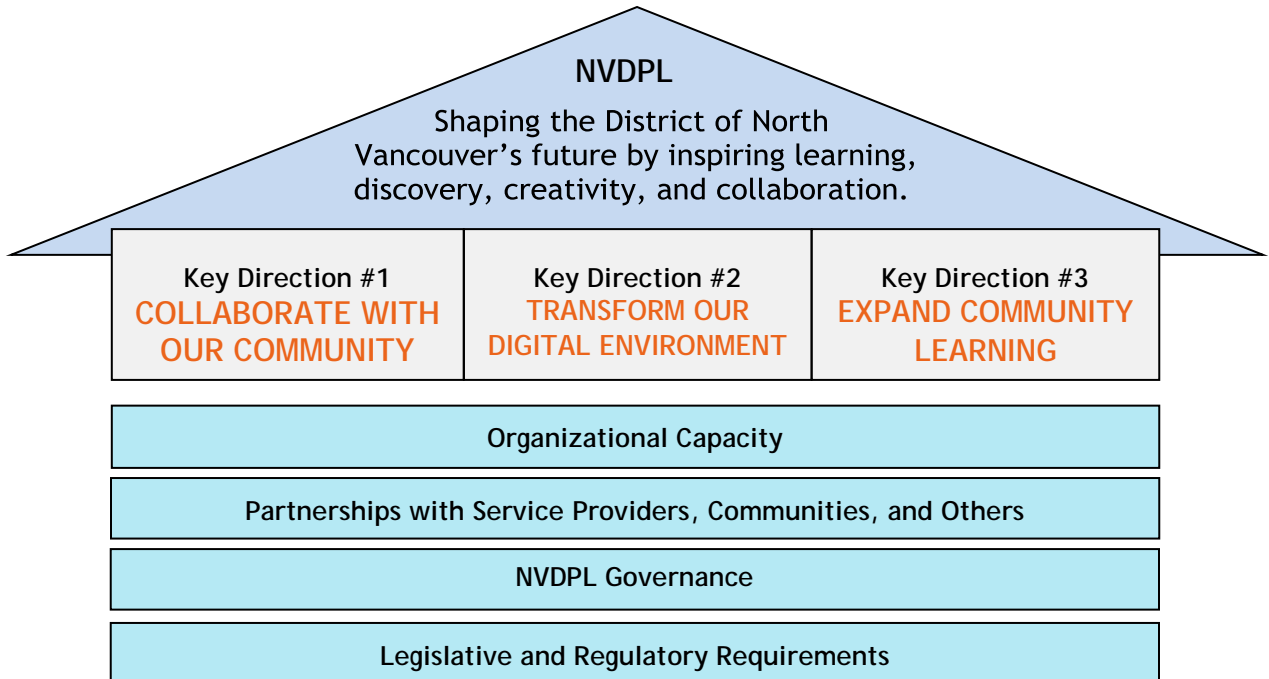 NVDPL
Shaping the District of North
Vancouver’s future by inspiring learning,
discovery, creativity, and collaboration.
Key Direction #1
COLLABORATE WITH
OUR COMMUNITY
Key Direction #2
TRANSFORM OUR
DIGITAL ENVIRONMENT
Key Direction #3
EXPAND COMMUNITY
LEARNING
Organizational Capacity
Partnerships with Service Providers, Communities, and Others
NVDPL Governance
Legislative and Regulatory Requirements